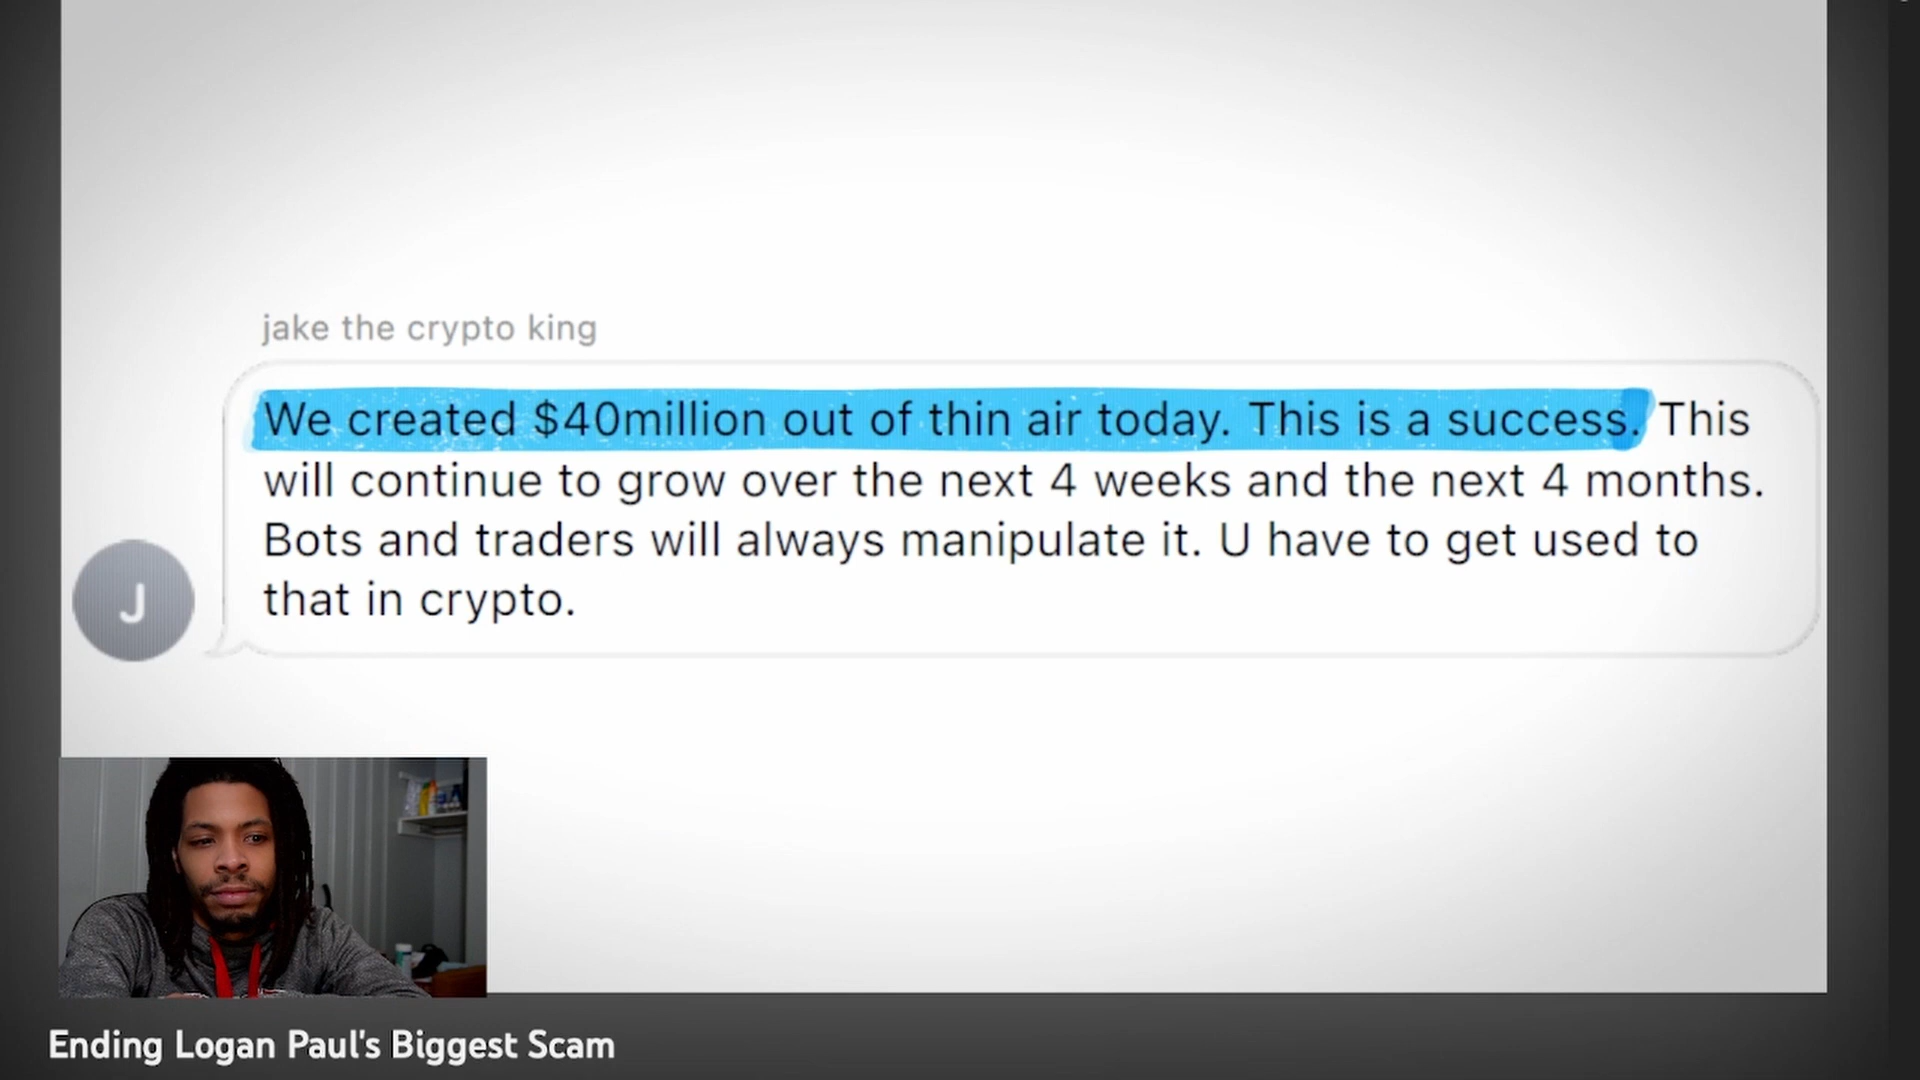 jake the crypto king
We created $40million out of thin air today. This is a success. This
will continue to grow over the next 4 weeks and the next 4 months.
Bots and traders will always manipulate it. U have to get used to
that in crypto.
J
Ending Logan Paul's Biggest Scam